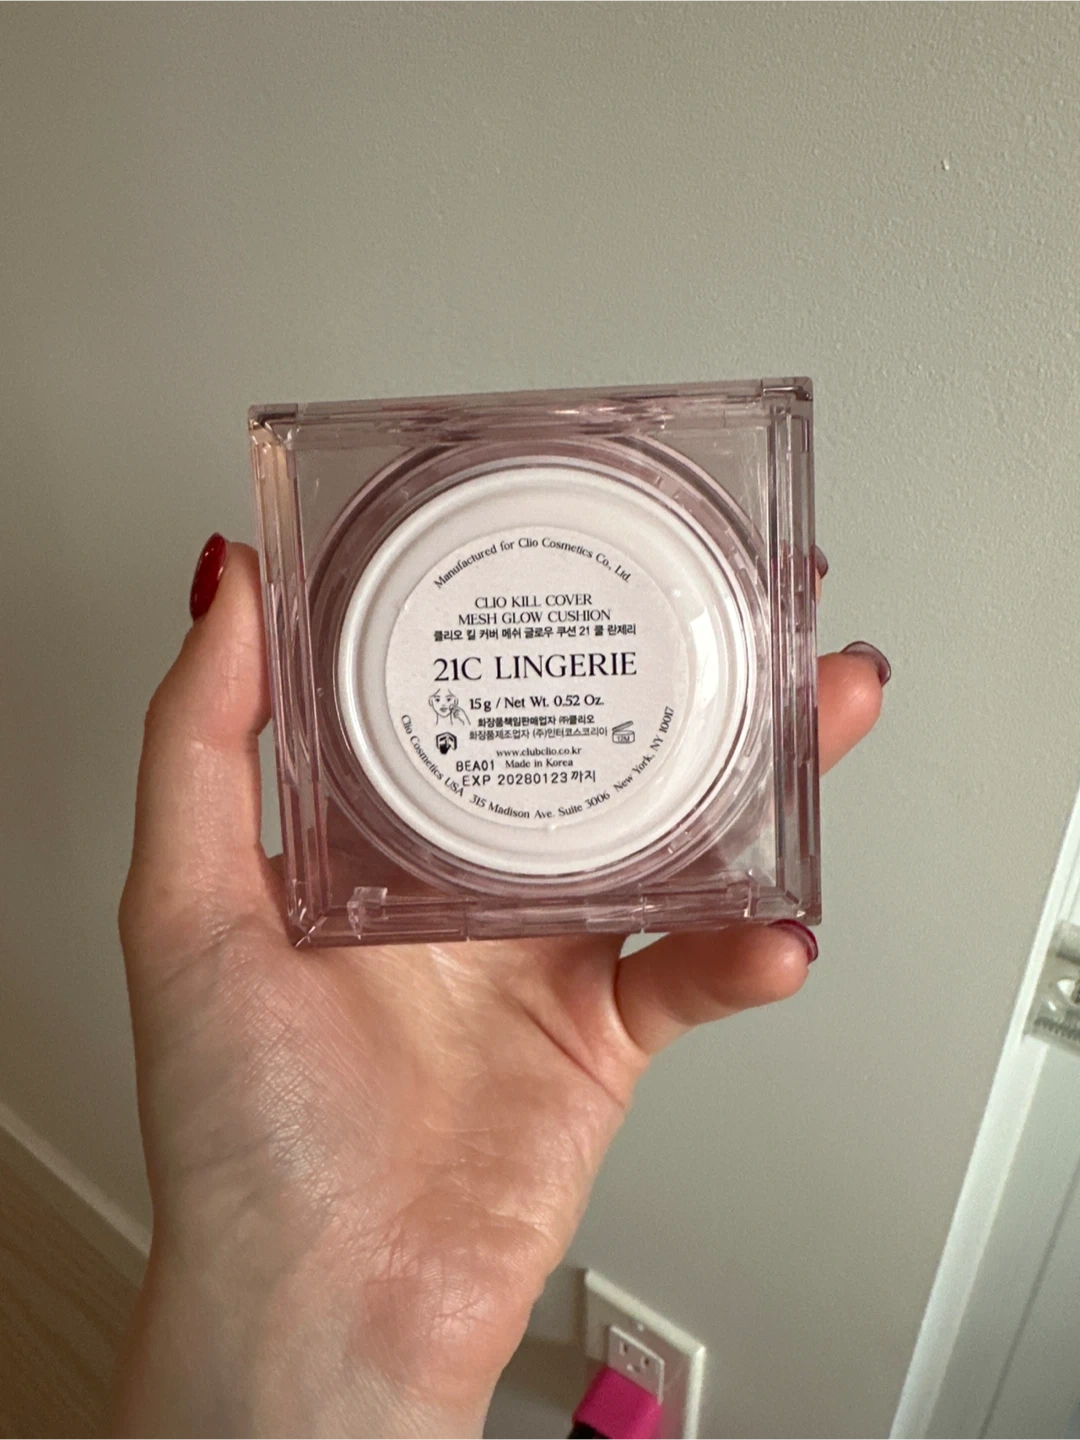 Manufactured for Clio Cosmetics Co., Ltd.
CLIO KILL COVER
MESH GLOW CUSHION
클리오 킬 커버 메쉬 글로우 쿠션 21 쿨 란제리
21C LINGERIE
15 g / Net Wt. 0.52 Oz.
화장품책임판매업자 ㈜클리오
화장품제조업자 (주)인터코스코리아
12M
www.clubclio.co.kr
BEA01 Made in Korea
EXP 20280123 까지
Clio Cosmetics USA 315 Madison Ave. Suite 3006 New York, NY 10017